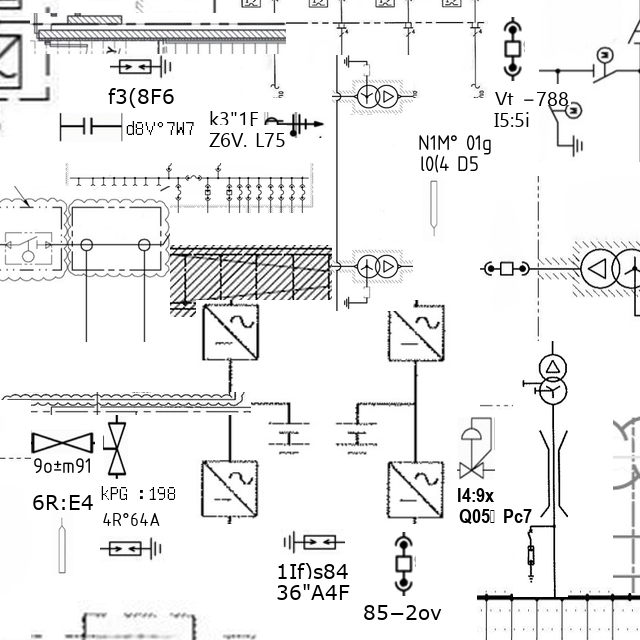 f3(8F6
d8V°7W7
k3"1F
Z6V. L75
Vt −788
I5:5i
N1M° 01g
l0(4 D5
9o±m91
6R:E4
kPG :198
4R°64A
I4:9x
Q05▯ Pc7
1If)s84
36"A4F
85−2ov